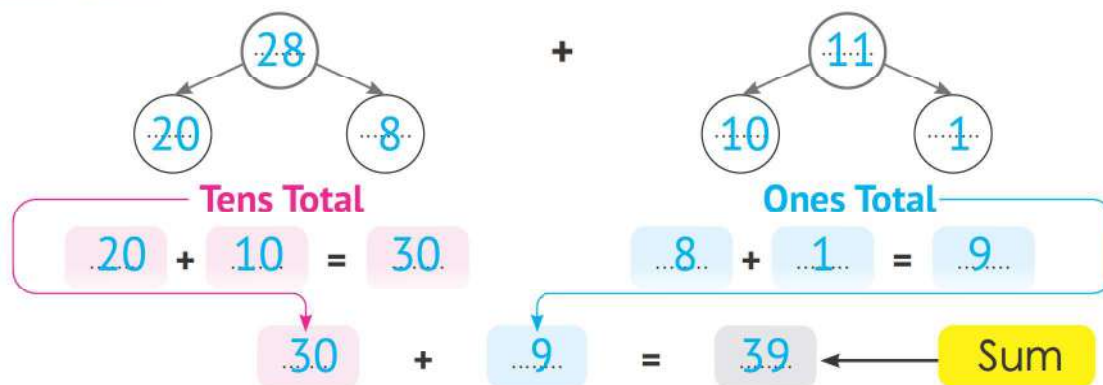 28 + 11
20 8 10 1
Tens Total Ones Total
20 + 10 = 30 8 + 1 = 9
30 + 9 = 39 Sum